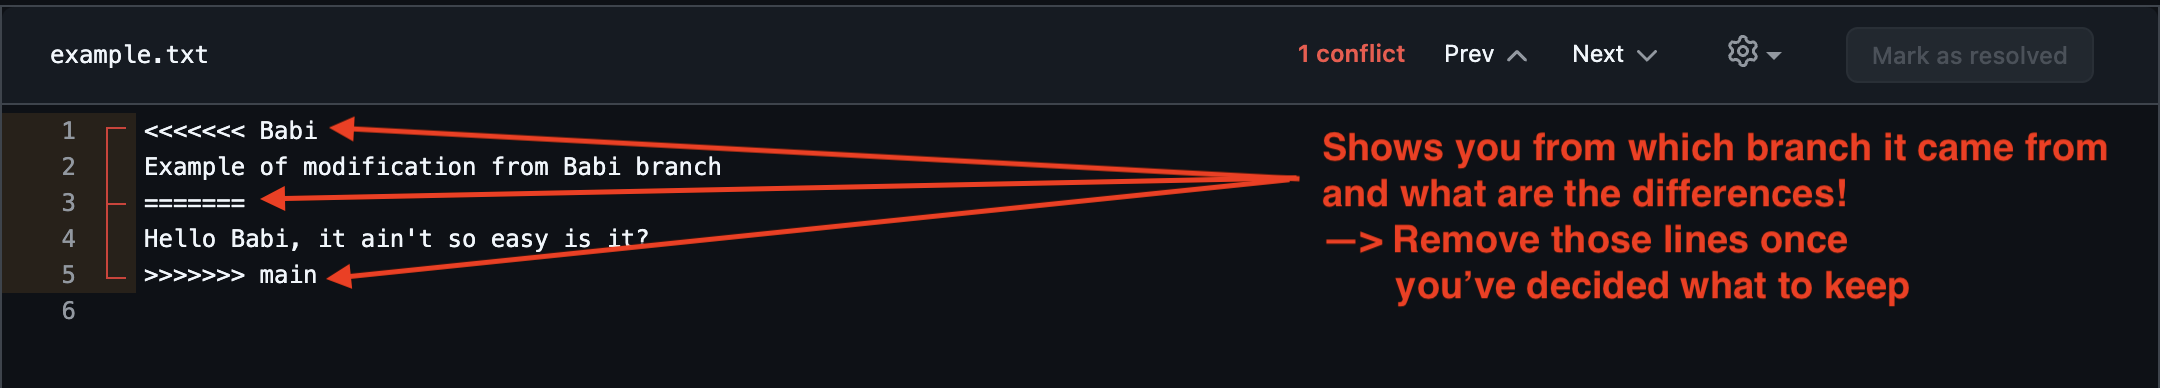 example.txt 1 conflict Prev Next Mark as resolved
1 <<<<<<< Babi
2 Example of modification from Babi branch
3 =======
4 Hello Babi, it ain't so easy is it?
5 >>>>>>> main
6
Shows you from which branch it came from
and what are the differences!
—> Remove those lines once
you’ve decided what to keep